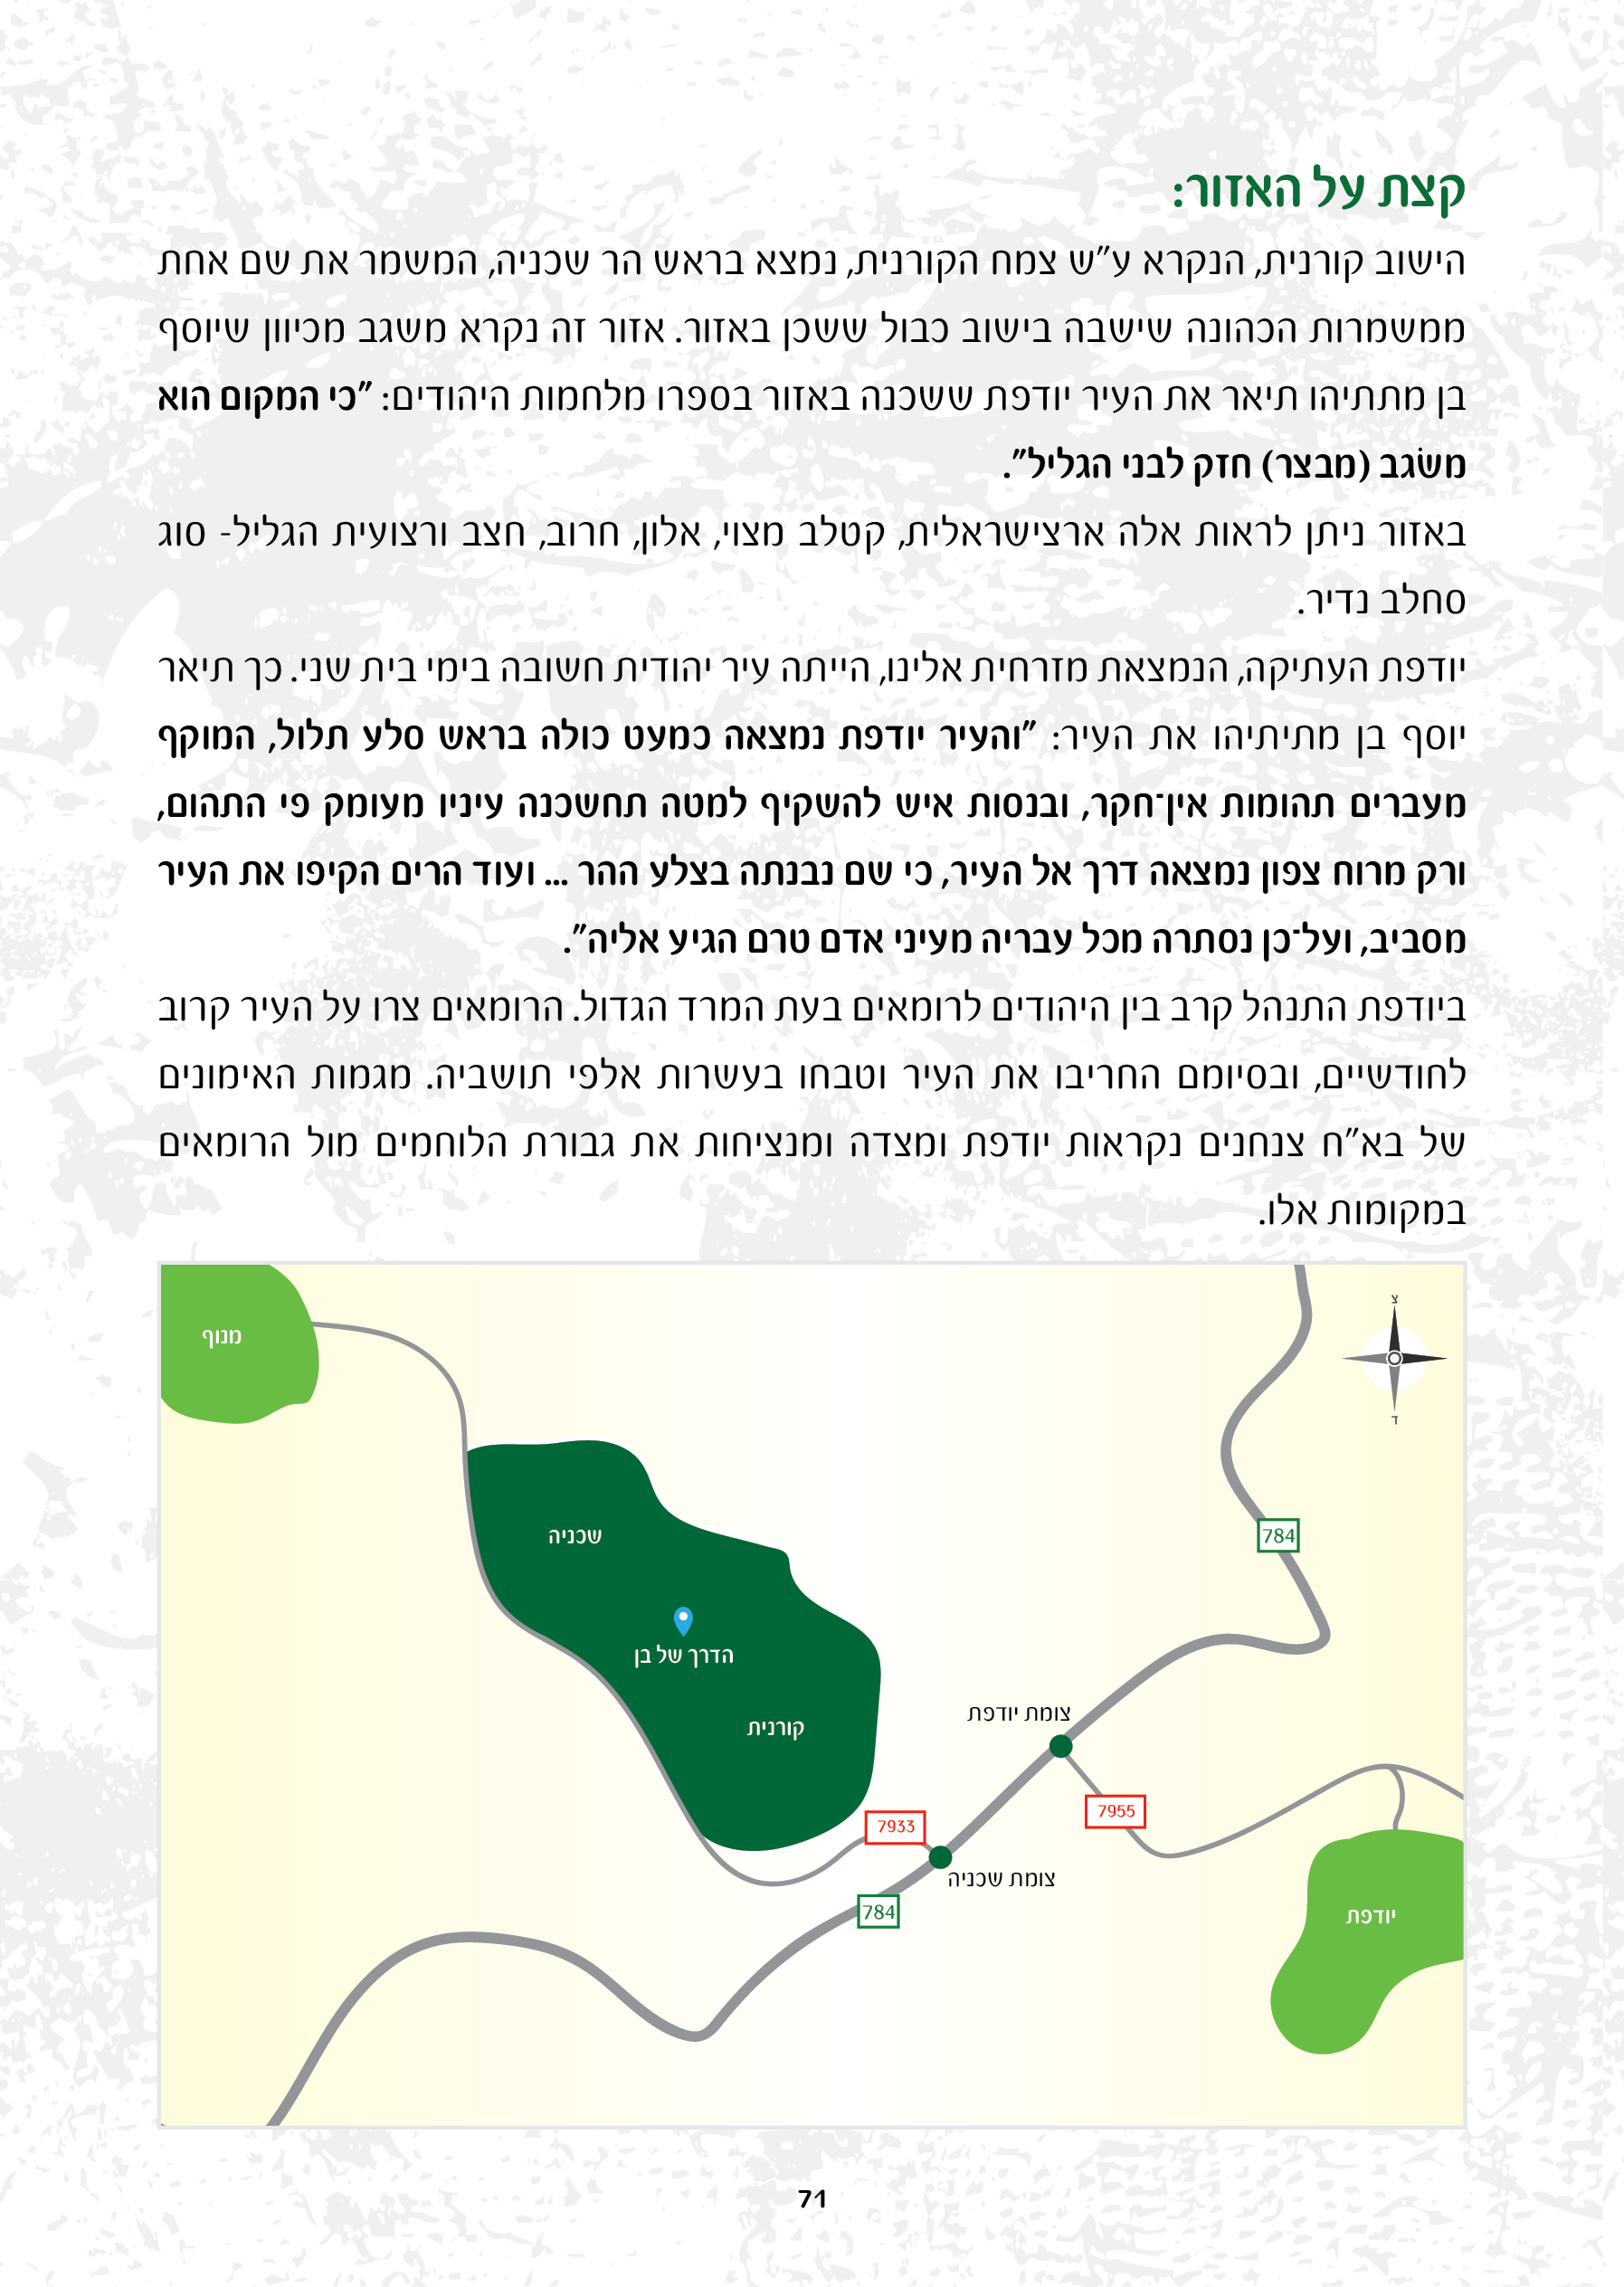 קצת על האזור:
הישוב קורנית, הנקרא ע"ש צמח הקורנית, נמצא בראש הר שכניה, המשמר את שם אחת
ממשמרות הכהונה שישבה בישוב כבול ששכן באזור. אזור זה נקרא משגב מכיוון שיוסף
בן מתתיהו תיאר את העיר יודפת ששכנה באזור בספרו מלחמות היהודים: "כי המקום הוא
משֹגב (מבצר) חזק לבני הגליל".
באזור ניתן לראות אלה ארצישראלית, קטלב מצוי, אלון, חרוב, חצב ורצועית הגליל- סוג
סחלב נדיר.
יודפת העתיקה, הנמצאת מזרחית אלינו, הייתה עיר יהודית חשובה בימי בית שני. כך תיאר
יוסף בן מתיתיהו את העיר: "והעיר יודפת נמצאה כמעט כולה בראש סלע תלול, המוקף
מעברים תהומות אין־חקר, ובנסות איש להשקיף למטה תחשכנה עיניו מעומק פי התהום,
ורק מרוח צפון נמצאה דרך אל העיר, כי שם נבנתה בצלע ההר ... ועוד הרים הקיפו את העיר
מסביב, ועל־כן נסתרה מכל עבריה מעיני אדם טרם הגיע אליה".
ביודפת התנהל קרב בין היהודים לרומאים בעת המרד הגדול. הרומאים צרו על העיר קרוב
לחודשיים, ובסיומם החריבו את העיר וטבחו בעשרות אלפי תושביה. מגמות האימונים
של בא"ח צנחנים נקראות יודפת ומצדה ומנציחות את גבורת הלוחמים מול הרומאים
במקומות אלו.
צ
מנוף
ד
שכניה
784
הדרך של בן
צומת יודפת
קורנית
7955
7933
צומת שכניה
784
יודפת
71